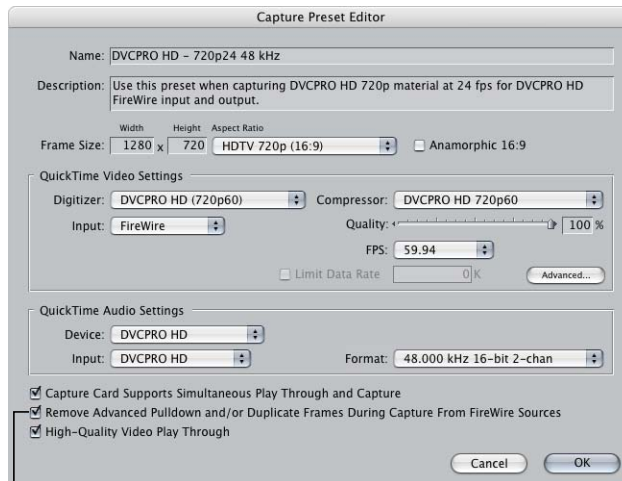 Capture Preset Editor
Name: DVCPRO HD – 720p24 48 kHz
Description: Use this preset when capturing DVCPRO HD 720p material at 24 fps for DVCPRO HD
FireWire input and output.
Width Height Aspect Ratio
Frame Size: 1280 x 720 HDTV 720p (16:9) Anamorphic 16:9
QuickTime Video Settings
Digitizer: DVCPRO HD (720p60) Compressor: DVCPRO HD 720p60
Input: FireWire Quality: 100 %
FPS: 59.94
Limit Data Rate 0 K Advanced...
QuickTime Audio Settings
Device: DVCPRO HD
Input: DVCPRO HD Format: 48.000 kHz 16-bit 2-chan
Capture Card Supports Simultaneous Play Through and Capture
Remove Advanced Pulldown and/or Duplicate Frames During Capture From FireWire Sources
High-Quality Video Play Through
Cancel OK